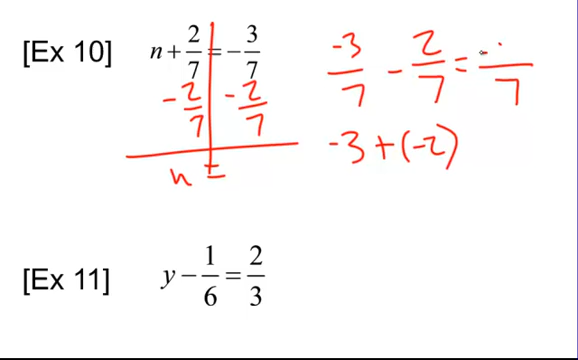 [Ex 10] n + 2/7 = - 3/7
- 2/7 - 2/7
n =
-3/7 - 2/7 = /7
-3 + (-2)
[Ex 11] y - 1/6 = 2/3